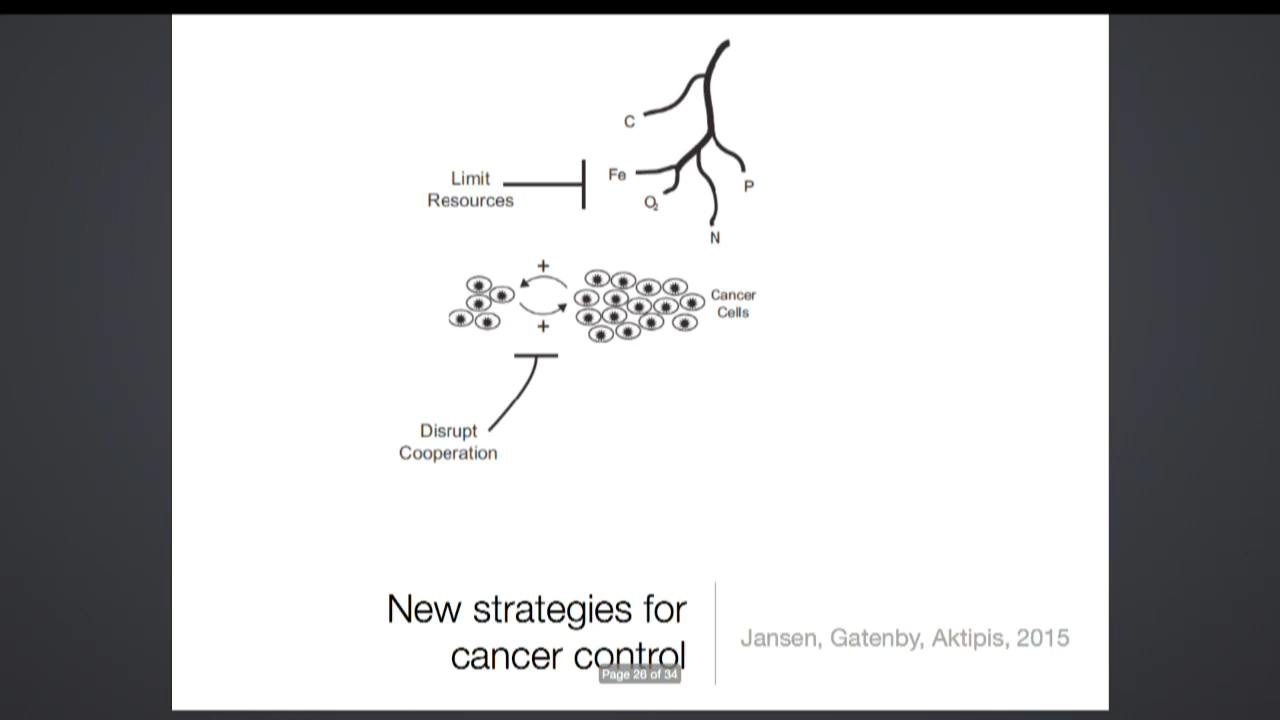 C
Limit
Resources
Fe
P
O₂
N
+
Cancer
Cells
+
Disrupt
Cooperation
New strategies for
cancer control
Jansen, Gatenby, Aktipis, 2015
Page 26 of 34